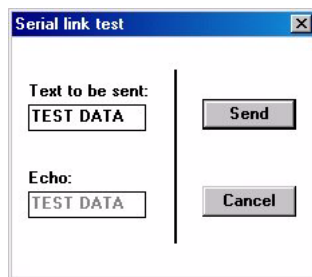 Serial link test
Text to be sent:
TEST DATA
Send
Echo:
TEST DATA
Cancel